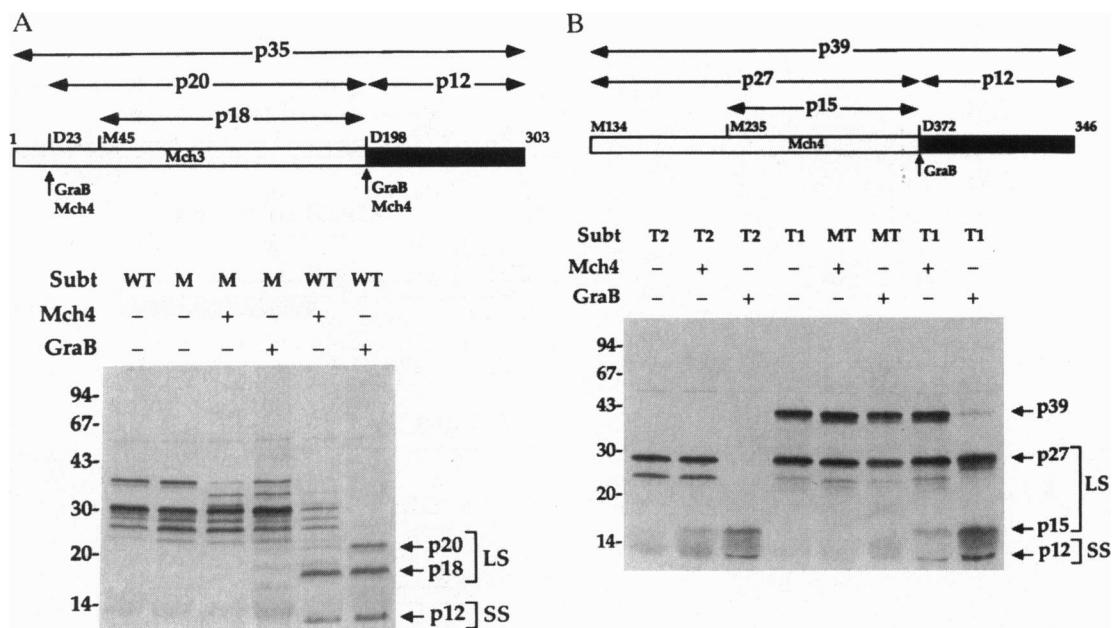 A
p35
p20
p12
p18
1 D23 M45 D198 303
Mch3
GraB
Mch4
GraB
Mch4
Subt WT M M M WT WT
Mch4 – – + – + –
GraB – – – + – +
94-
67-
43-
30-
20-
14-
p20
p18
LS
p12
SS
B
p39
p27
p12
p15
M134 M235 D372 346
Mch4
GraB
Subt T2 T2 T2 T1 MT MT T1 T1
Mch4 – + – – + – + –
GraB – – + – – + – +
94-
67-
43-
30-
20-
14-
p39
p27
LS
p15
p12
SS